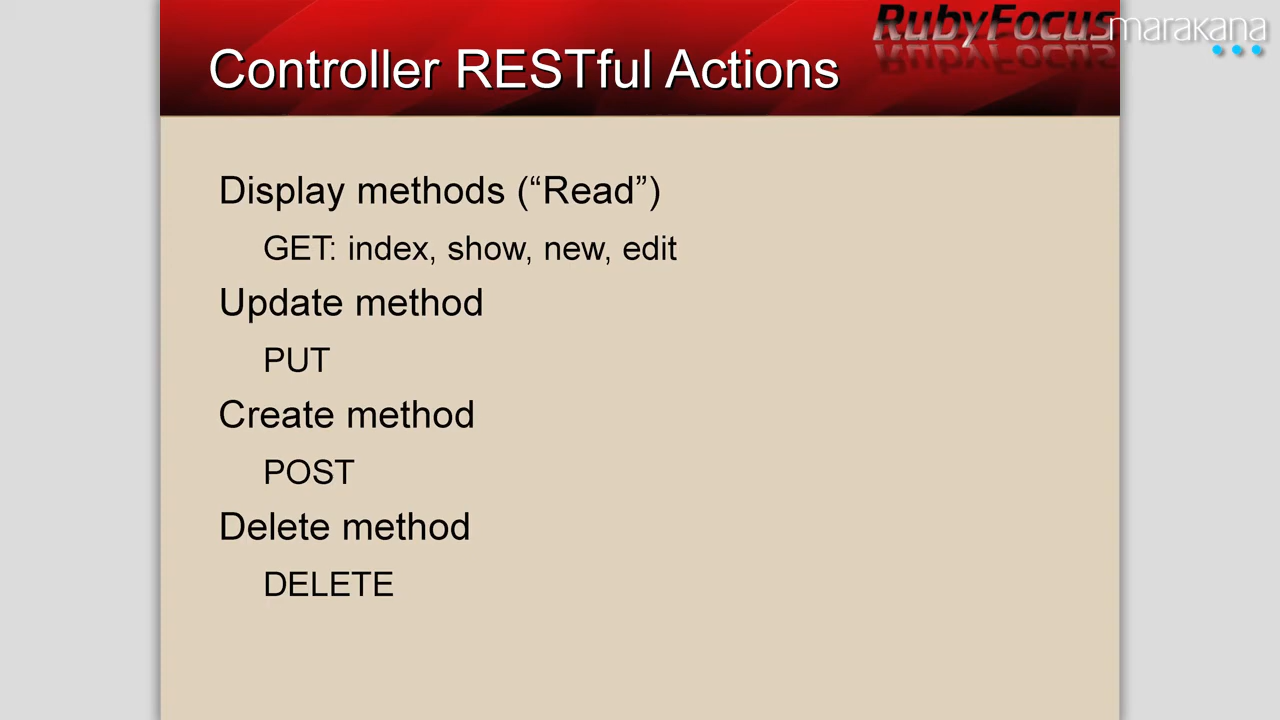 RubyFocus
marakana
Controller RESTful Actions
Display methods (“Read”)
GET: index, show, new, edit
Update method
PUT
Create method
POST
Delete method
DELETE